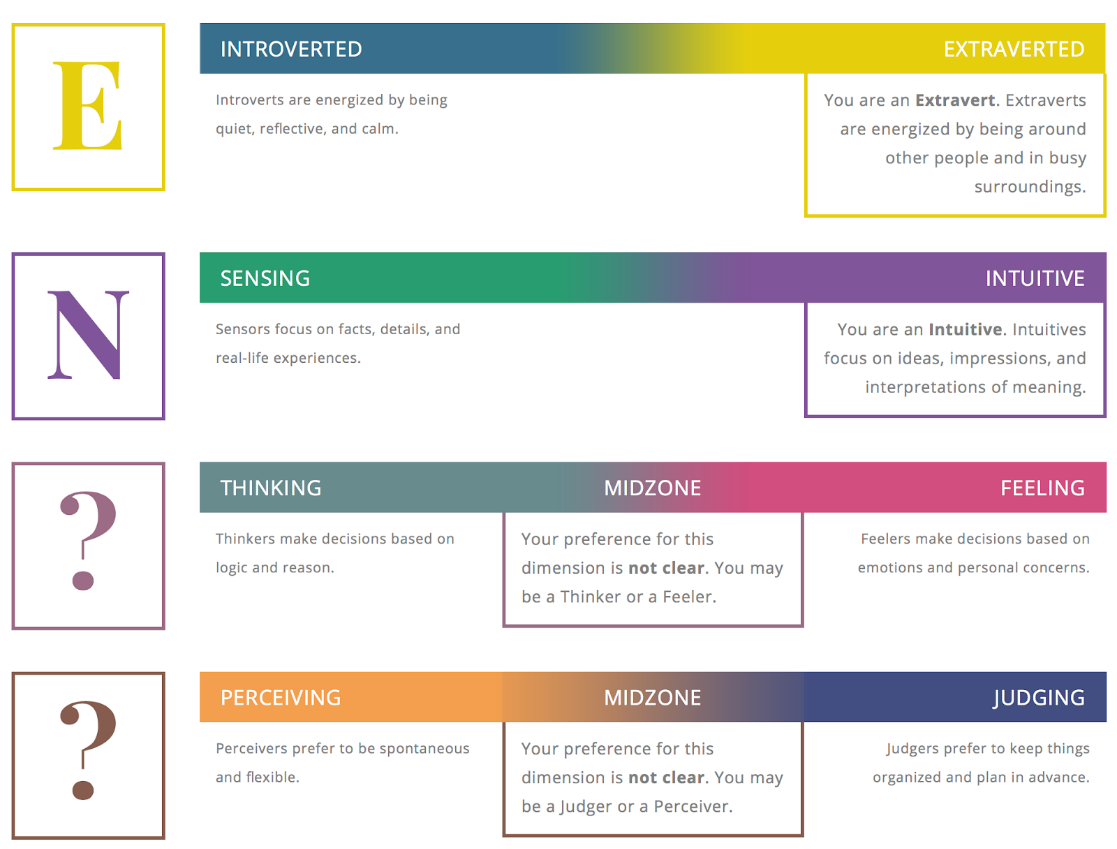 E
INTROVERTED
EXTRAVERTED
Introverts are energized by being
quiet, reflective, and calm.
You are an Extravert. Extraverts
are energized by being around
other people and in busy
surroundings.
N
SENSING
INTUITIVE
Sensors focus on facts, details, and
real-life experiences.
You are an Intuitive. Intuitives
focus on ideas, impressions, and
interpretations of meaning.
?
THINKING
MIDZONE
FEELING
Thinkers make decisions based on
logic and reason.
Your preference for this
dimension is not clear. You may
be a Thinker or a Feeler.
Feelers make decisions based on
emotions and personal concerns.
?
PERCEIVING
MIDZONE
JUDGING
Perceivers prefer to be spontaneous
and flexible.
Your preference for this
dimension is not clear. You may
be a Judger or a Perceiver.
Judgers prefer to keep things
organized and plan in advance.